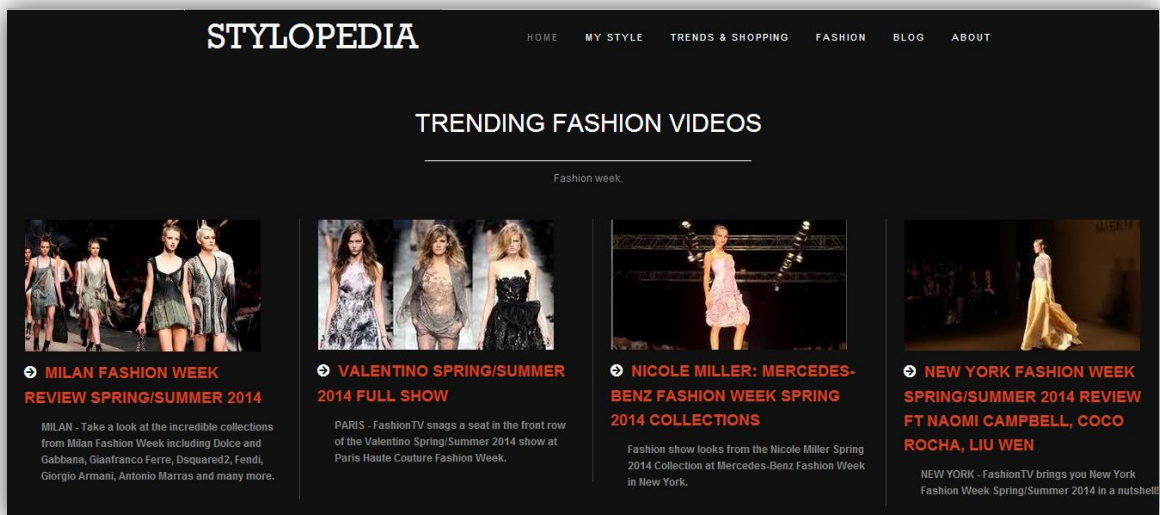 STYLOPEDIA
HOME MY STYLE TRENDS & SHOPPING FASHION BLOG ABOUT
TRENDING FASHION VIDEOS
Fashion week.
MILAN FASHION WEEK
REVIEW SPRING/SUMMER 2014
MILAN - Take a look at the incredible collections
from Milan Fashion Week including Dolce and
Gabbana, Gianfranco Ferre, Dsquared2, Fendi,
Giorgio Armani, Antonio Marras and many more.
VALENTINO SPRING/SUMMER
2014 FULL SHOW
PARIS - FashionTV snags a seat in the front row
of the Valentino Spring/Summer 2014 show at
Paris Haute Couture Fashion Week.
NICOLE MILLER: MERCEDES-
BENZ FASHION WEEK SPRING
2014 COLLECTIONS
Fashion show looks from the Nicole Miller Spring
2014 Collection at Mercedes-Benz Fashion Week
in New York.
NAEEM
NEW YORK FASHION WEEK
SPRING/SUMMER 2014 REVIEW
FT NAOMI CAMPBELL, COCO
ROCHA, LIU WEN
NEW YORK - FashionTV brings you New York
Fashion Week Spring/Summer 2014 in a nutshell!